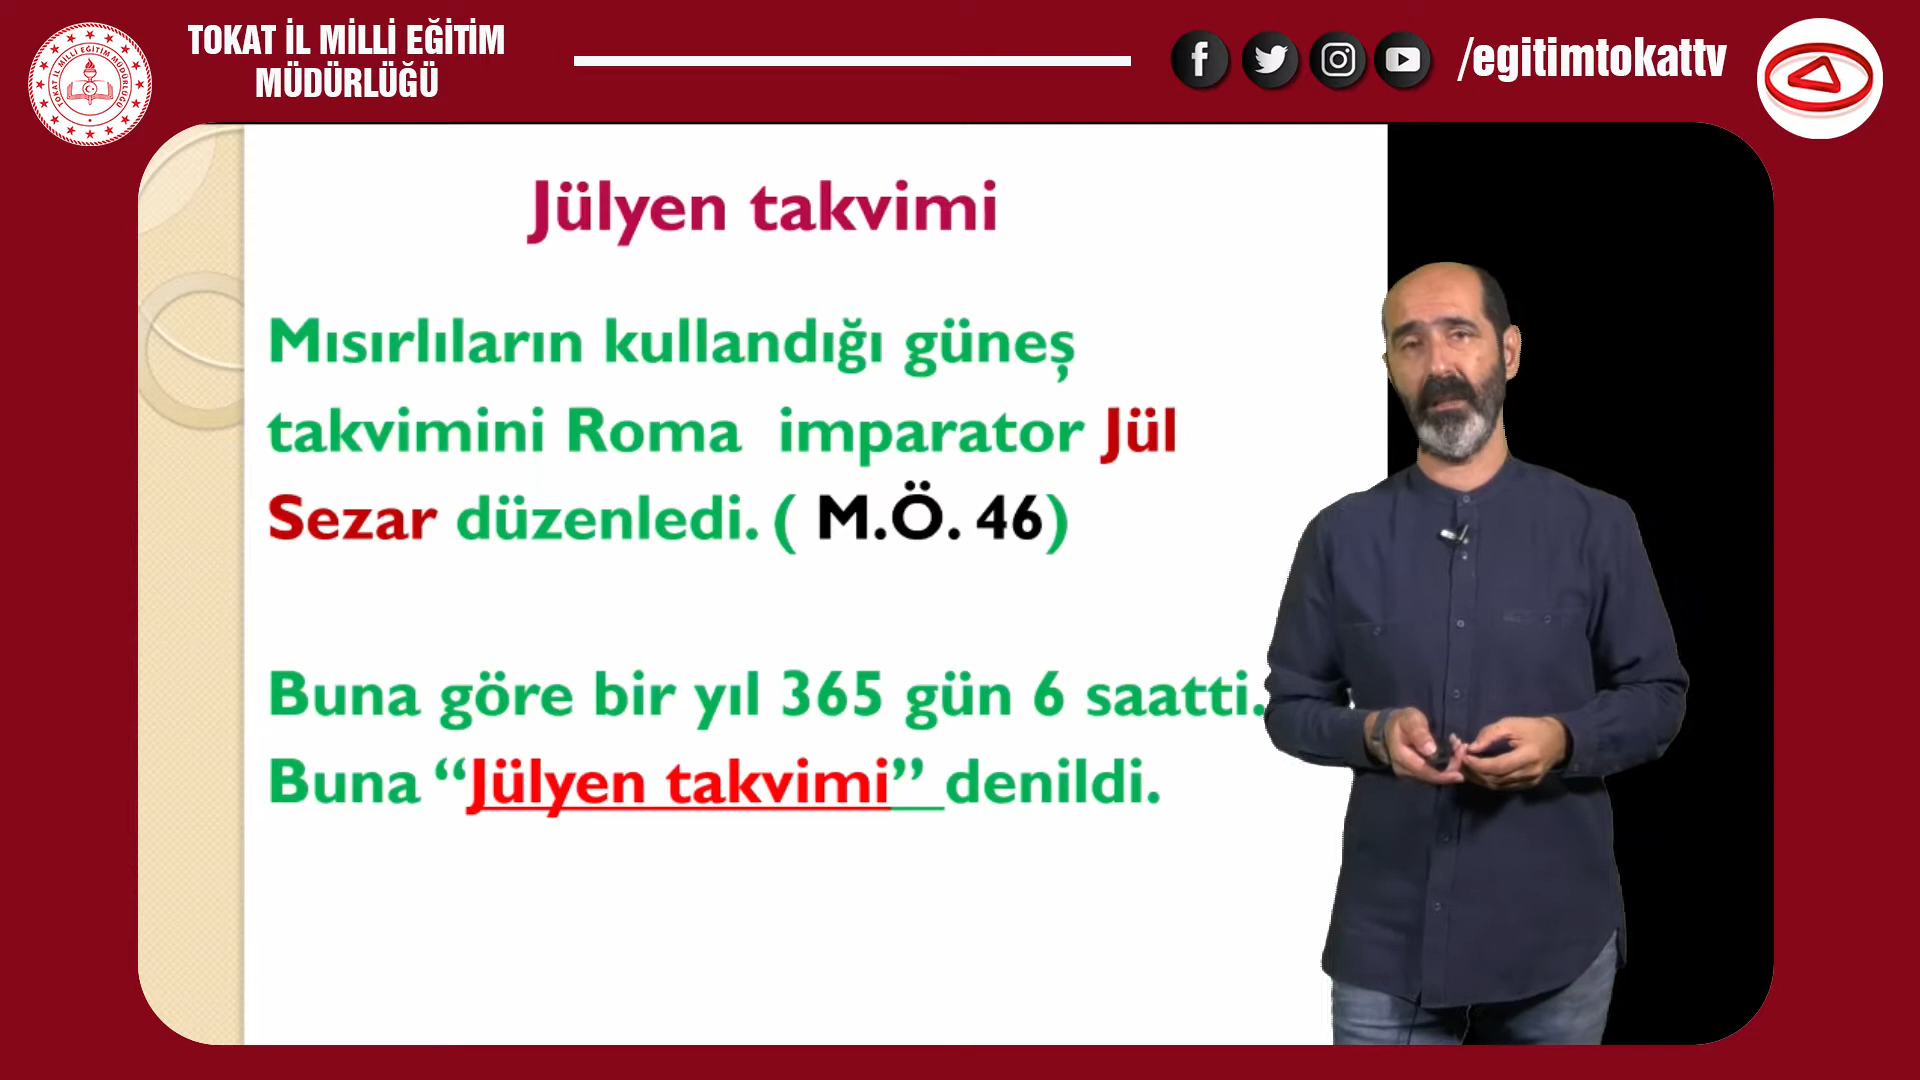 TOKAT İL MİLLİ EĞİTİM
MÜDÜRLÜĞÜ
/egitimtokattv
Jülyen takvimi
Mısırlıların kullandığı güneş
takvimini Roma imparator Jül
Sezar düzenledi. ( M.Ö. 46)
Buna göre bir yıl 365 gün 6 saatti.
Buna “Jülyen takvimi” denildi.